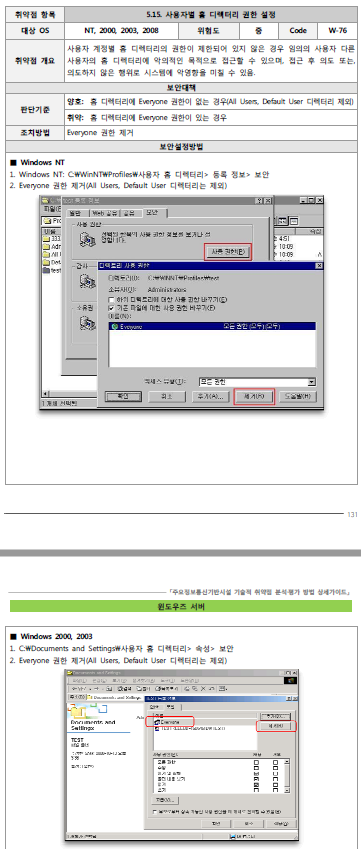 취약점 항목 5.15. 사용자별 홈 디렉터리 권한 설정
대상 OS NT, 2000, 2003, 2008 위험도 중 Code W-76
취약점 개요 사용자 계정별 홈 디렉터리의 권한이 제한되어 있지 않은 경우 임의의 사용자 다른
사용자의 홈 디렉터리에 악의적인 목적으로 접근할 수 있으며, 접근 후 의도 또는,
의도하지 않은 행위로 시스템에 악영향을 미칠 수 있음.
보안대책
판단기준 양호: 홈 디렉터리에 Everyone 권한이 없는 경우(All Users, Default User 디렉터리 제외)
취약: 홈 디렉터리에 Everyone 권한이 있는 경우
조치방법 Everyone 권한 제거
보안설정방법
■ Windows NT
1. Windows NT: C:₩WinNT₩Profiles₩사용자 홈 디렉터리> 등록 정보> 보안
2. Everyone 권한 제거(All Users, Default User 디렉터리는 제외)
일반 Web 공유 공유 보안
사용 권한
사용 권한(P)
디렉토리 사용 권한
디렉토리(D): C:₩WINNT₩Profiles₩test
소유자(O): Administrators
하위 디렉토리에 대한 사용 권한 바꾸기(E)
기존 파일에 대한 사용 권한 바꾸기(F)
이름(N):
Everyone 모든 권한 (모두) (모두)
액세스 유형(T): 모든 권한
확인 취소 추가(A)... 제거(R) 도움말(H)
131
「주요정보통신기반시설 기술적 취약점 분석·평가 방법 상세가이드」
윈도우즈 서버
■ Windows 2000, 2003
1. C:₩Documents and Settings₩사용자 홈 디렉터리> 속성> 보안
2. Everyone 권한 제거(All Users, Default User 디렉터리는 제외)
Documents and Settings
Documents and
Settings
TEST
Everyone